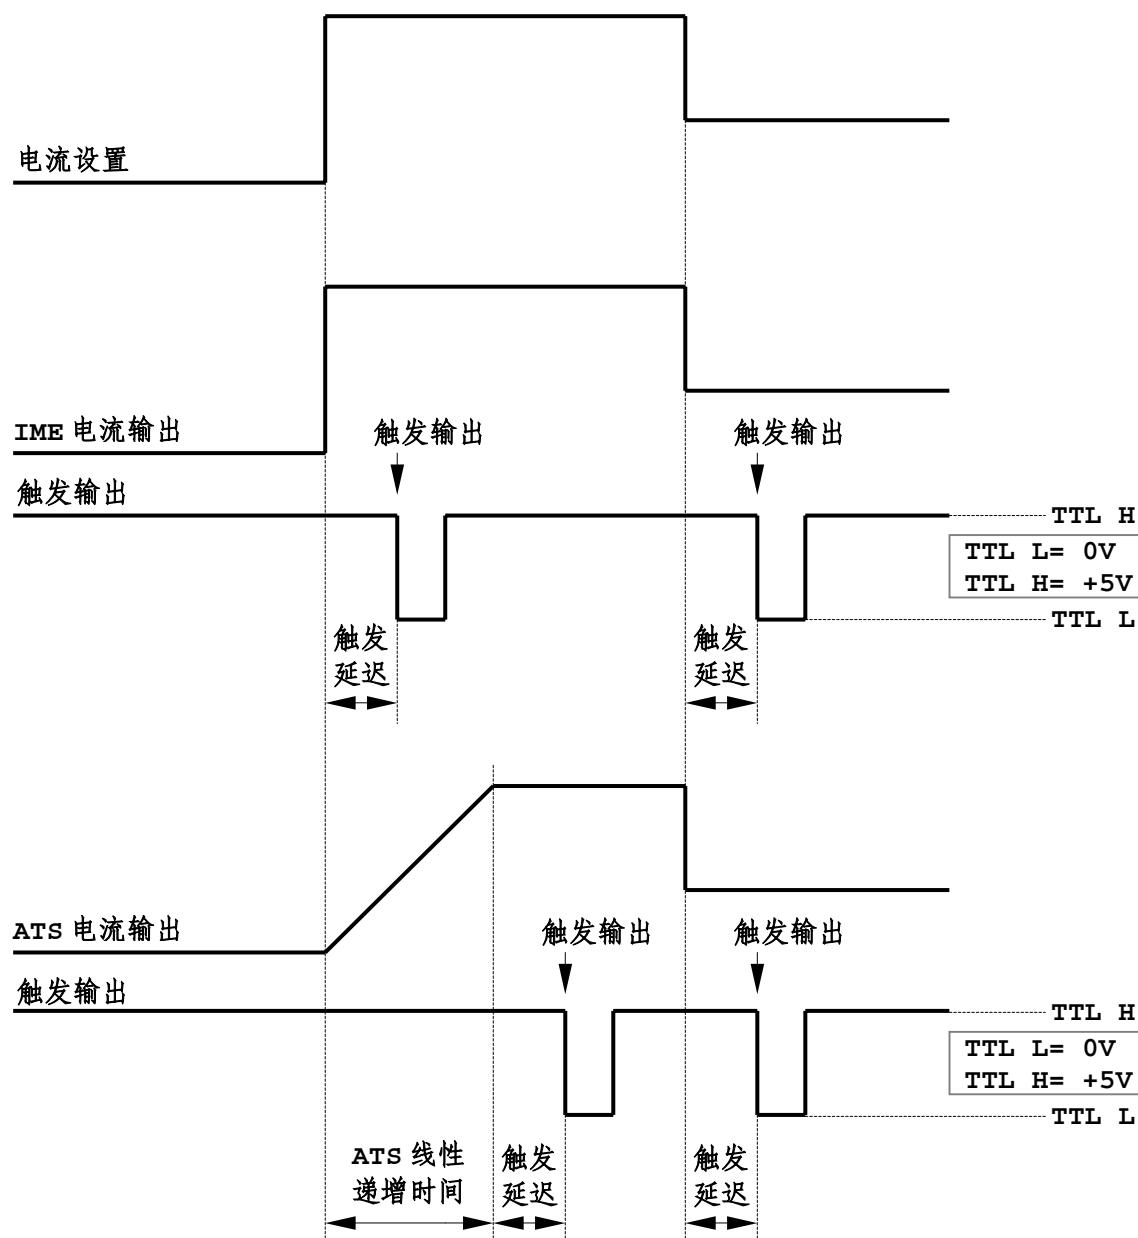 电流设置
IME 电流输出
触发输出
触发输出
触发输出
TTL H
TTL L= 0V
TTL H= +5V
TTL L
触发
延迟
触发
延迟
ATS 电流输出
触发输出
触发输出
触发输出
TTL H
TTL L= 0V
TTL H= +5V
TTL L
ATS 线性
递增时间
触发
延迟
触发
延迟